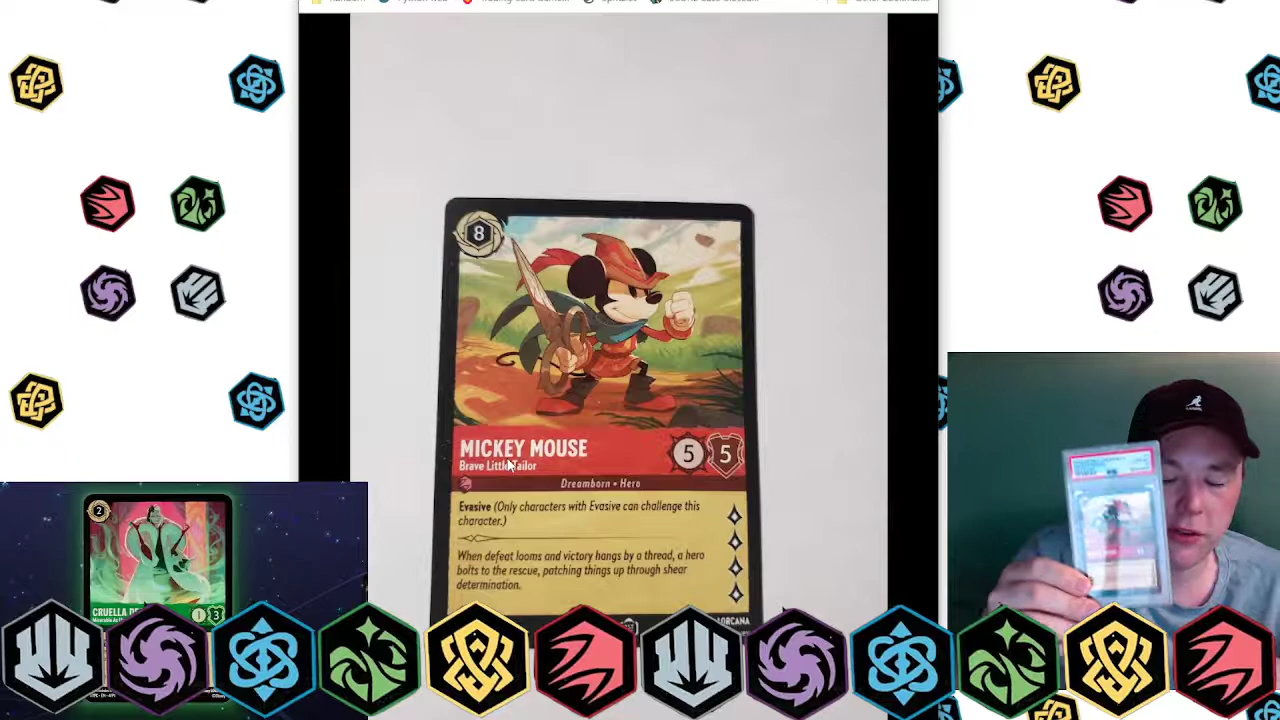 8
MICKEY MOUSE
Brave Little Tailor
5
5
Dreamborn • Hero
Evasive (Only characters with Evasive can challenge this
character.)
When defeat looms and victory hangs by a thread, a hero
bolts to the rescue, patching things up through shear
determination.
LORCANA
2
CRUELLA DE
1
3